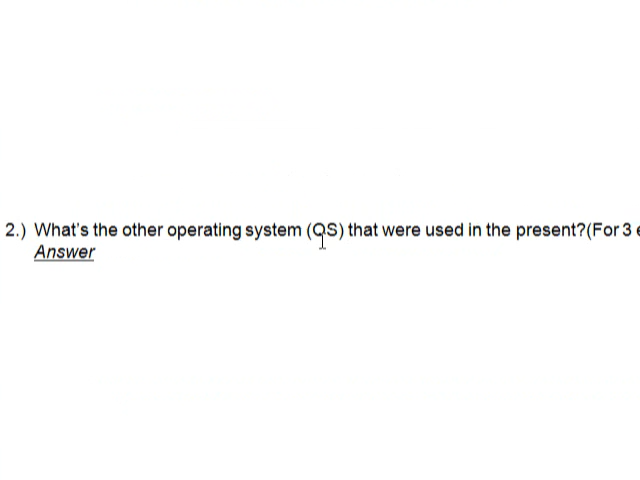 2.) What's the other operating system (OS) that were used in the present?(For 3
Answer